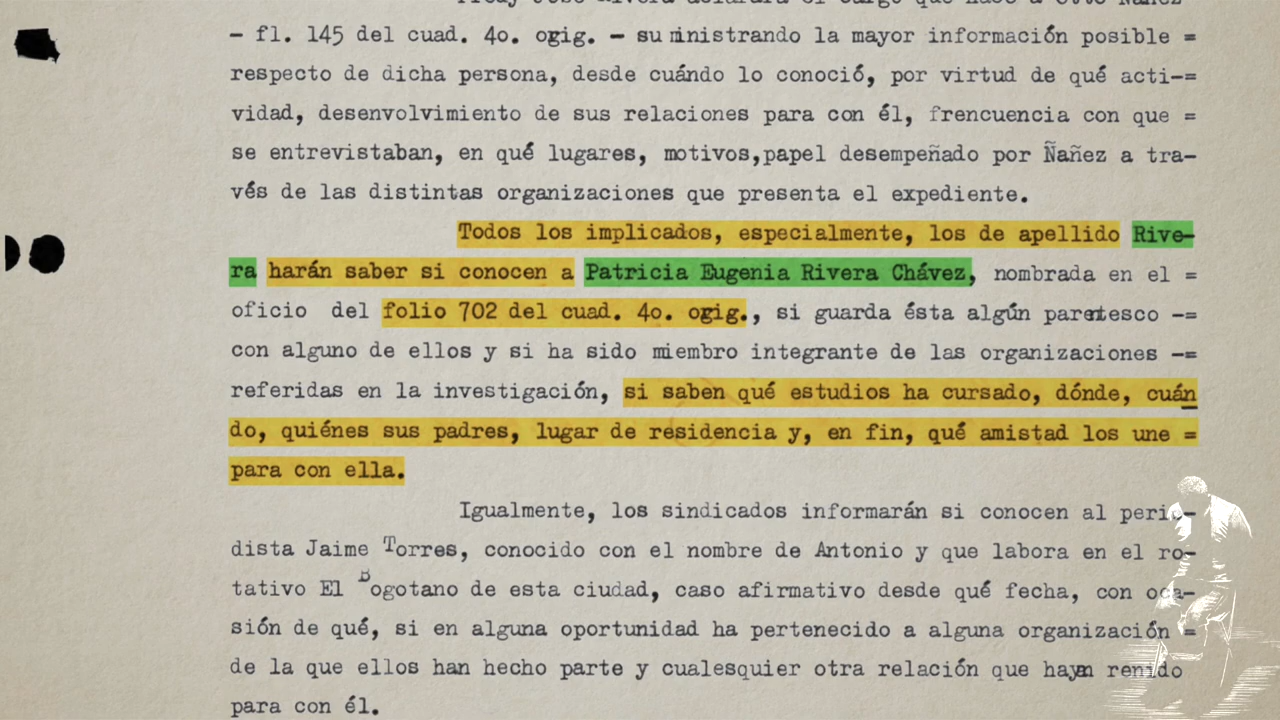 - fl. 145 del cuad. 4o. ogig. - suministrando la mayor información posible =
respecto de dicha persona, desde cuándo lo conoció, por virtud de qué acti-=
vidad, desenvolvimiento de sus relaciones para con él, frencuencia con que =
se entrevistaban, en qué lugares, motivos,papel desempeñado por Ñañez a tra-
vés de las distintas organizaciones que presenta el expediente.
Todos los implicados, especialmente, los de apellido Rive-
ra harán saber si conocen a Patricia Eugenia Rivera Chávez, nombrada en el =
oficio del folio 702 del cuad. 4o. ogig., si guarda ésta algún parentesco -=
con alguno de ellos y si ha sido miembro integrante de las organizaciones -=
referidas en la investigación, si saben qué estudios ha cursado, dónde, cuán
do, quiénes sus padres, lugar de residencia y, en fin, qué amistad los une =
para con ella.
Igualmente, los sindicados informarán si conocen al perio-
dista Jaime Torres, conocido con el nombre de Antonio y que labora en el ro-
tativo El Bogotano de esta ciudad, caso afirmativo desde qué fecha, con oca-
sión de qué, si en alguna oportunidad ha pertenecido a alguna organización =
de la que ellos han hecho parte y cualesquier otra relación que hayan renido
para con él.